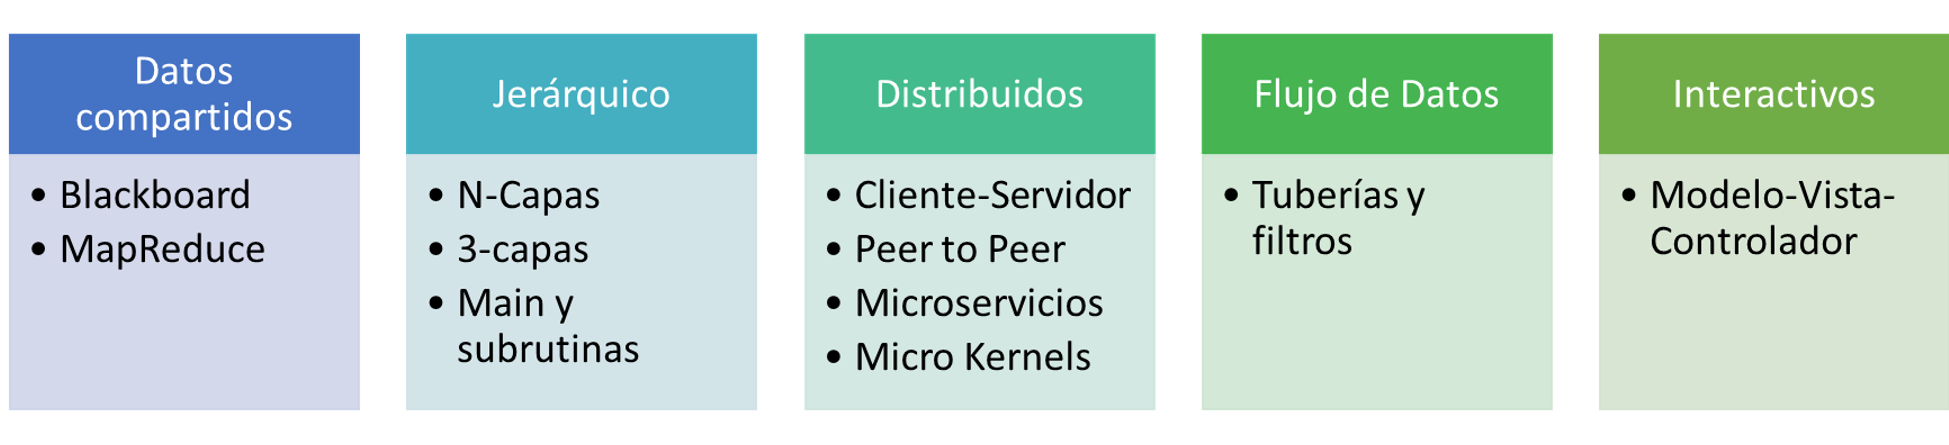 Datos
compartidos
• Blackboard
• MapReduce
Jerárquico
• N-Capas
• 3-capas
• Main y
subrutinas
Distribuidos
• Cliente-Servidor
• Peer to Peer
• Microservicios
• Micro Kernels
Flujo de Datos
• Tuberías y
filtros
Interactivos
• Modelo-Vista-
Controlador